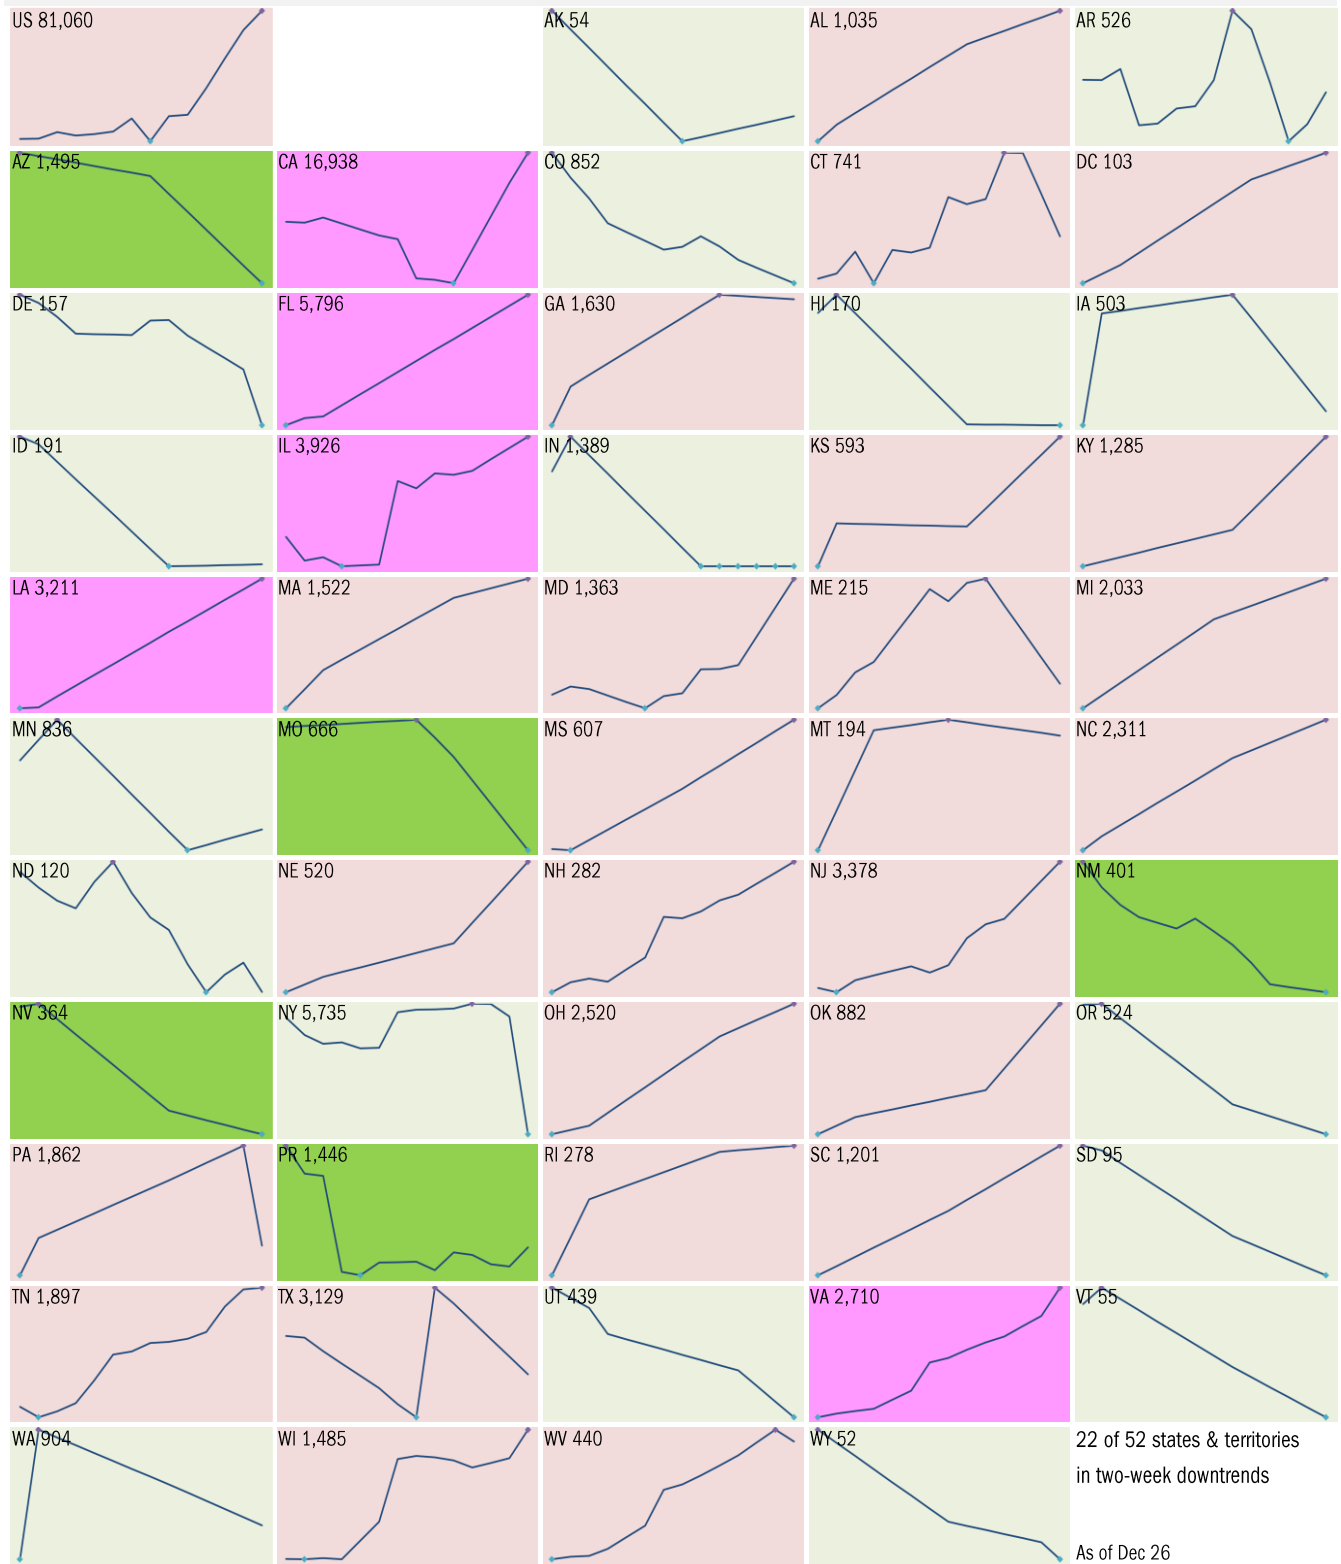 US 81,060
AK 54
AL 1,035
AR 526
AZ 1,495
CA 16,938
CO 852
CT 741
DC 103
DE 157
FL 5,796
GA 1,630
HI 170
IA 503
ID 191
IL 3,926
IN 1,389
KS 593
KY 1,285
LA 3,211
MA 1,522
MD 1,363
ME 215
MI 2,033
MN 836
MO 666
MS 607
MT 194
NC 2,311
ND 120
NE 520
NH 282
NJ 3,378
NM 401
NV 364
NY 5,735
OH 2,520
OK 882
OR 524
PA 1,862
PR 1,446
RI 278
SC 1,201
SD 95
TN 1,897
TX 3,129
UT 439
VA 2,710
VT 55
WA 904
WI 1,485
WV 440
WY 52
22 of 52 states & territories
in two-week downtrends
As of Dec 26